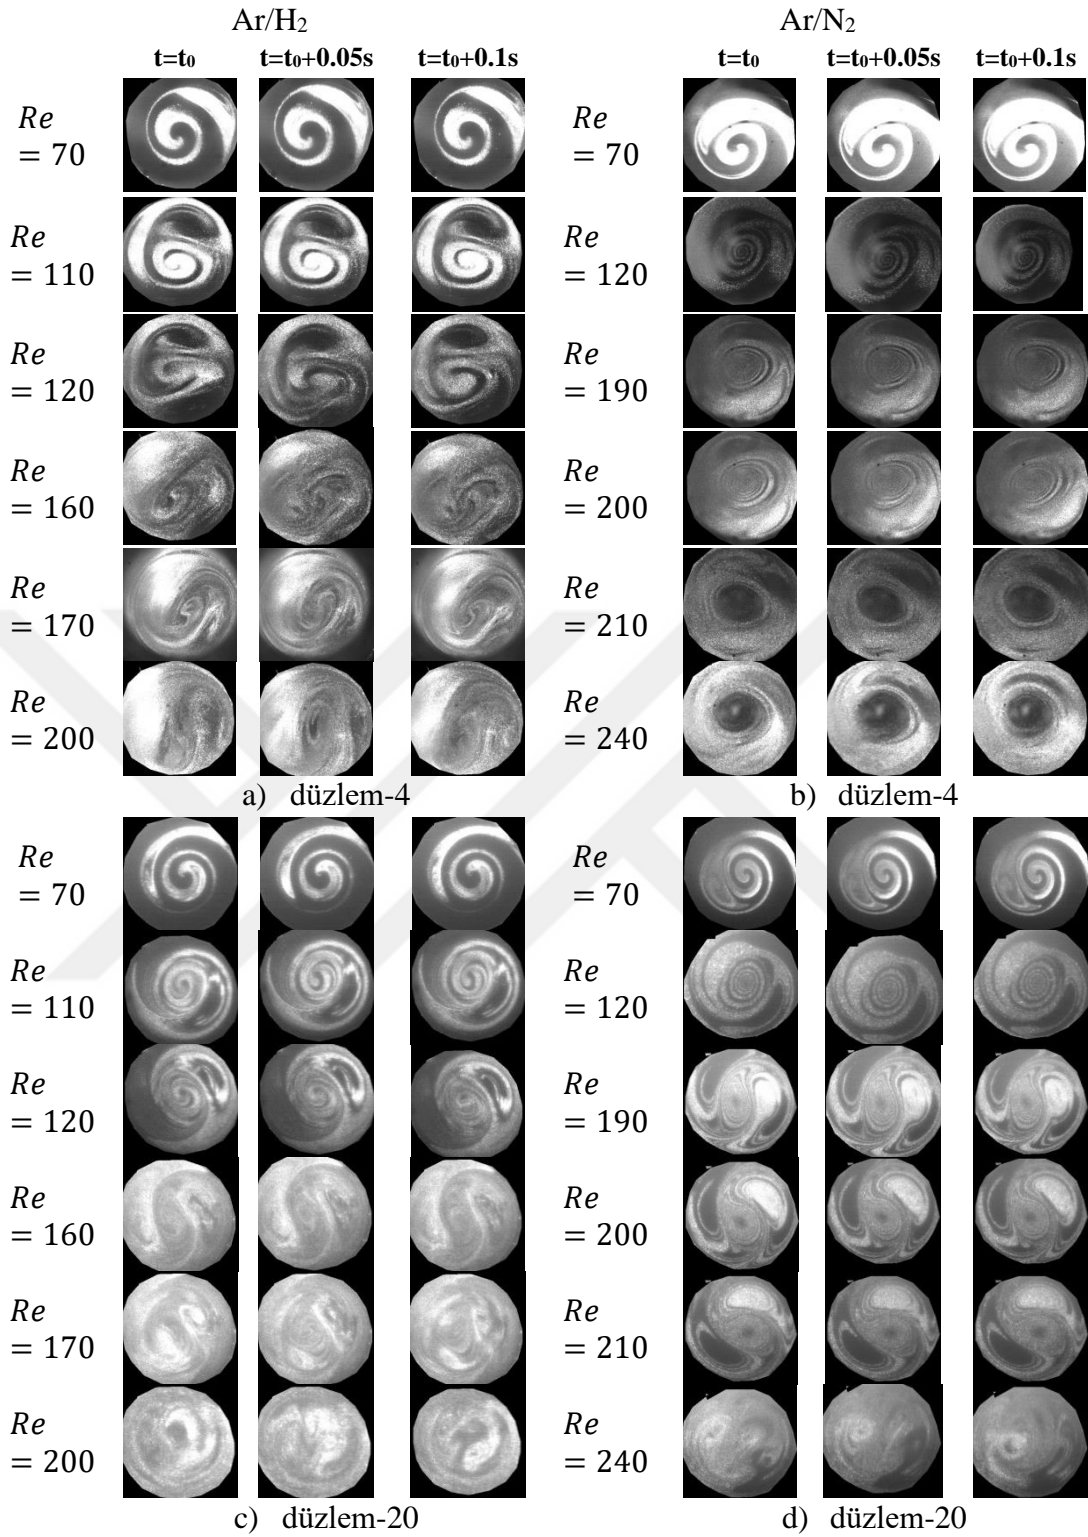 Ar/H₂ Ar/N₂
t=t₀ t=t₀+0.05s t=t₀+0.1s t=t₀ t=t₀+0.05s t=t₀+0.1s
Re = 70 Re = 70
Re = 110 Re = 120
Re = 120 Re = 190
Re = 160 Re = 200
Re = 170 Re = 210
Re = 200 Re = 240
a) düzlem-4 b) düzlem-4
Re = 70 Re = 70
Re = 110 Re = 120
Re = 120 Re = 190
Re = 160 Re = 200
Re = 170 Re = 210
Re = 200 Re = 240
c) düzlem-20 d) düzlem-20